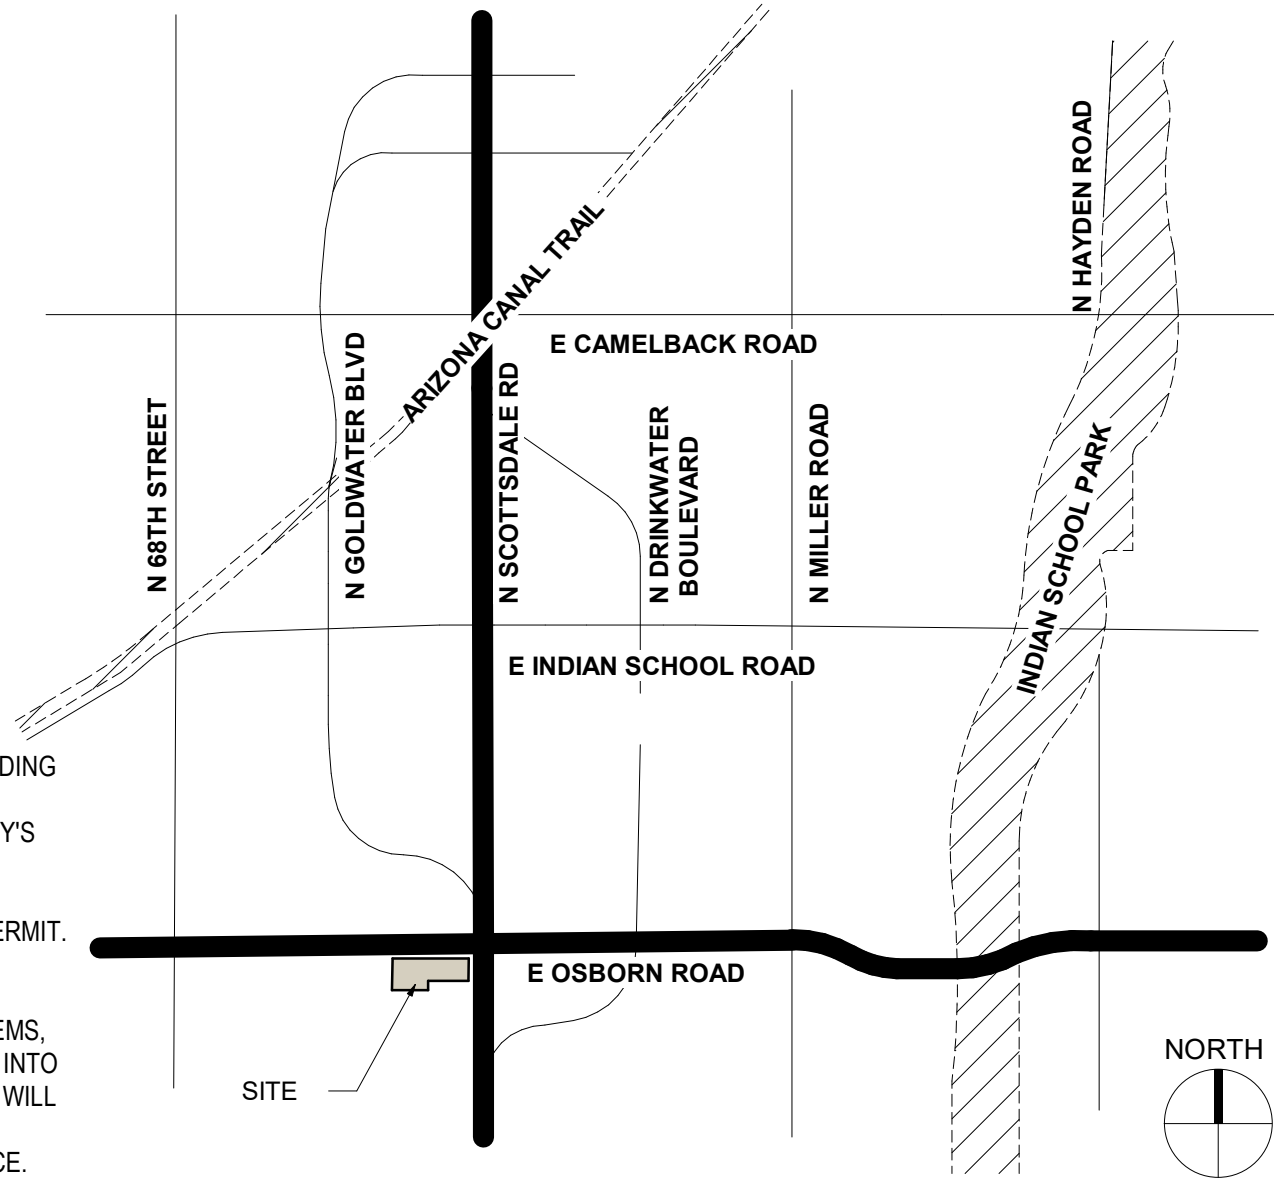 N HAYDEN ROAD
ARIZONA CANAL TRAIL
E CAMELBACK ROAD
N 68TH STREET
N GOLDWATER BLVD
N SCOTTSDALE RD
N DRINKWATER
BOULEVARD
N MILLER ROAD
INDIAN SCHOOL PARK
E INDIAN SCHOOL ROAD
DING
Y'S
ERMIT.
E OSBORN ROAD
EMS,
INTO
WILL
CE.
SITE
NORTH